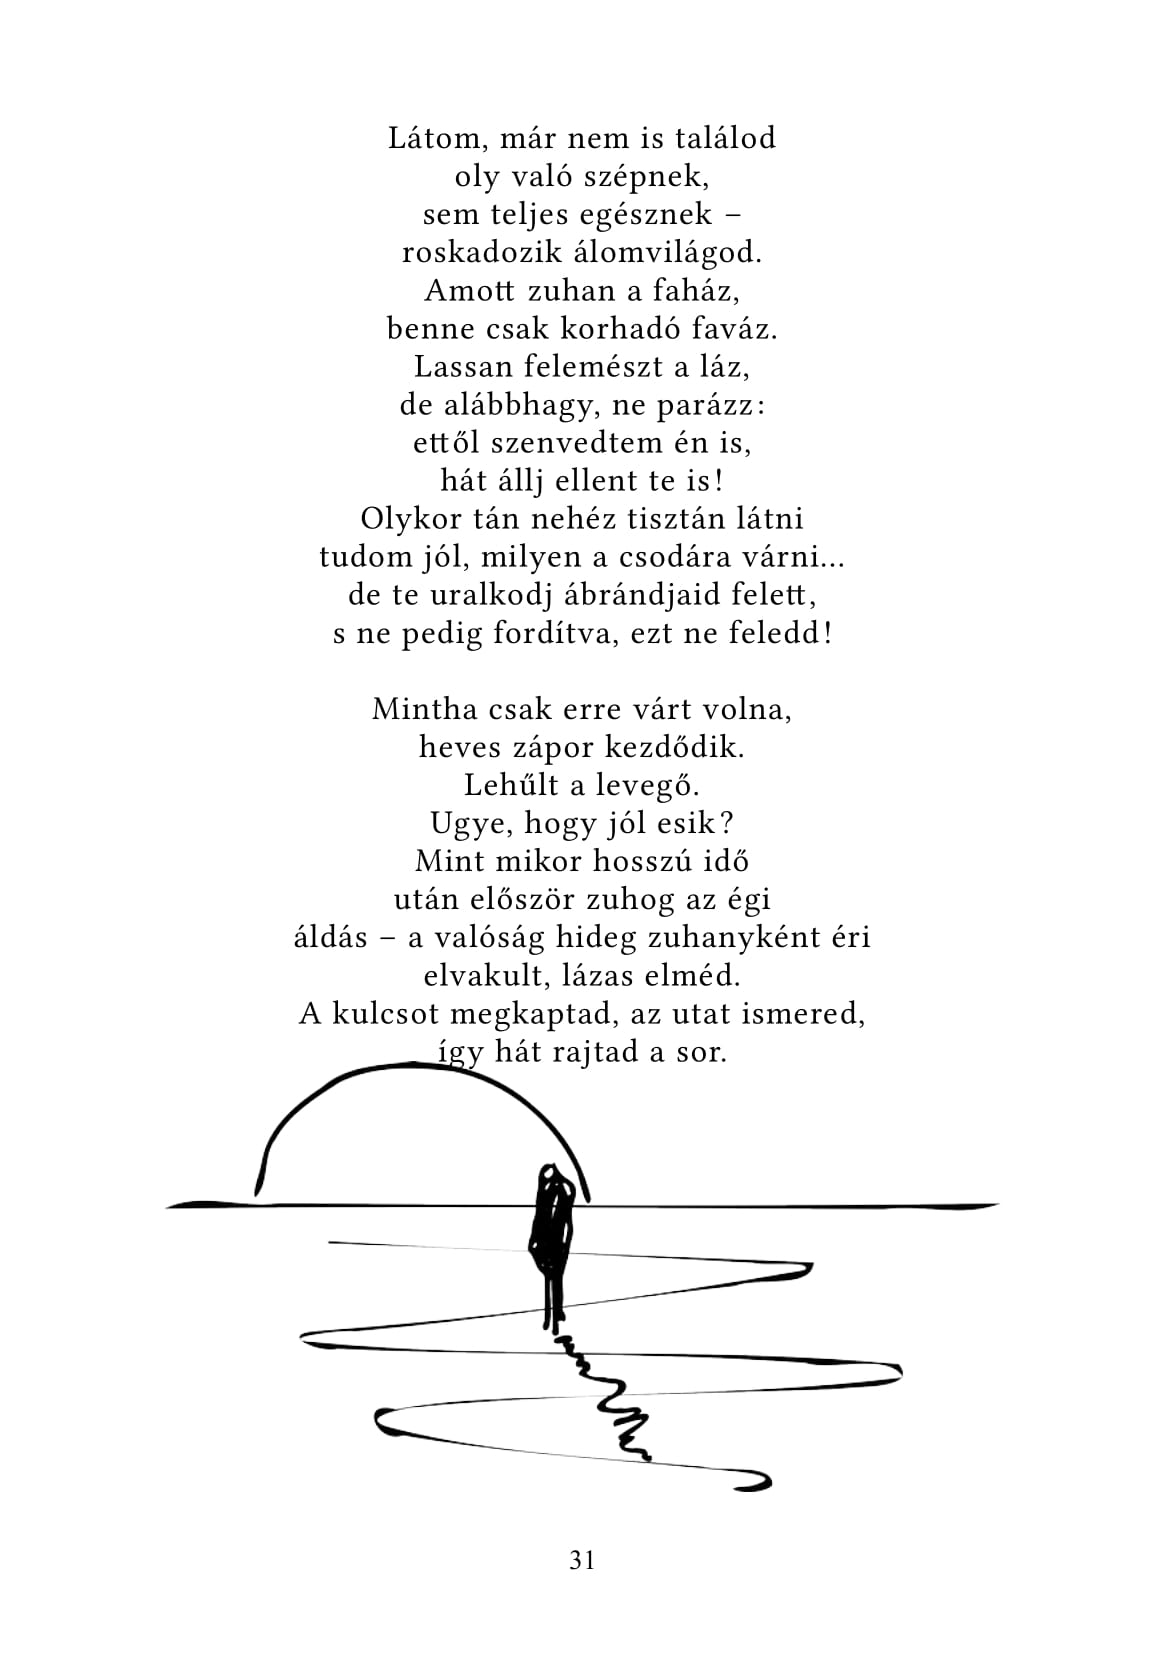 Látom, már nem is találod
oly való szépnek,
sem teljes egésznek –
roskadozik álomvilágod.
Amott zuhan a faház,
benne csak korhadó faváz.
Lassan felemészt a láz,
de alábbhagy, ne parázz:
ettől szenvedtem én is,
hát állj ellent te is!
Olykor tán nehéz tisztán látni
tudom jól, milyen a csodára várni...
de te uralkodj ábrándjaid felett,
s ne pedig fordítva, ezt ne feledd!
Mintha csak erre várt volna,
heves zápor kezdődik.
Lehűlt a levegő.
Ugye, hogy jól esik?
Mint mikor hosszú idő
után először zuhog az égi
áldás – a valóság hideg zuhanyként éri
elvakult, lázas elméd.
A kulcsot megkaptad, az utat ismered,
így hát rajtad a sor.
31